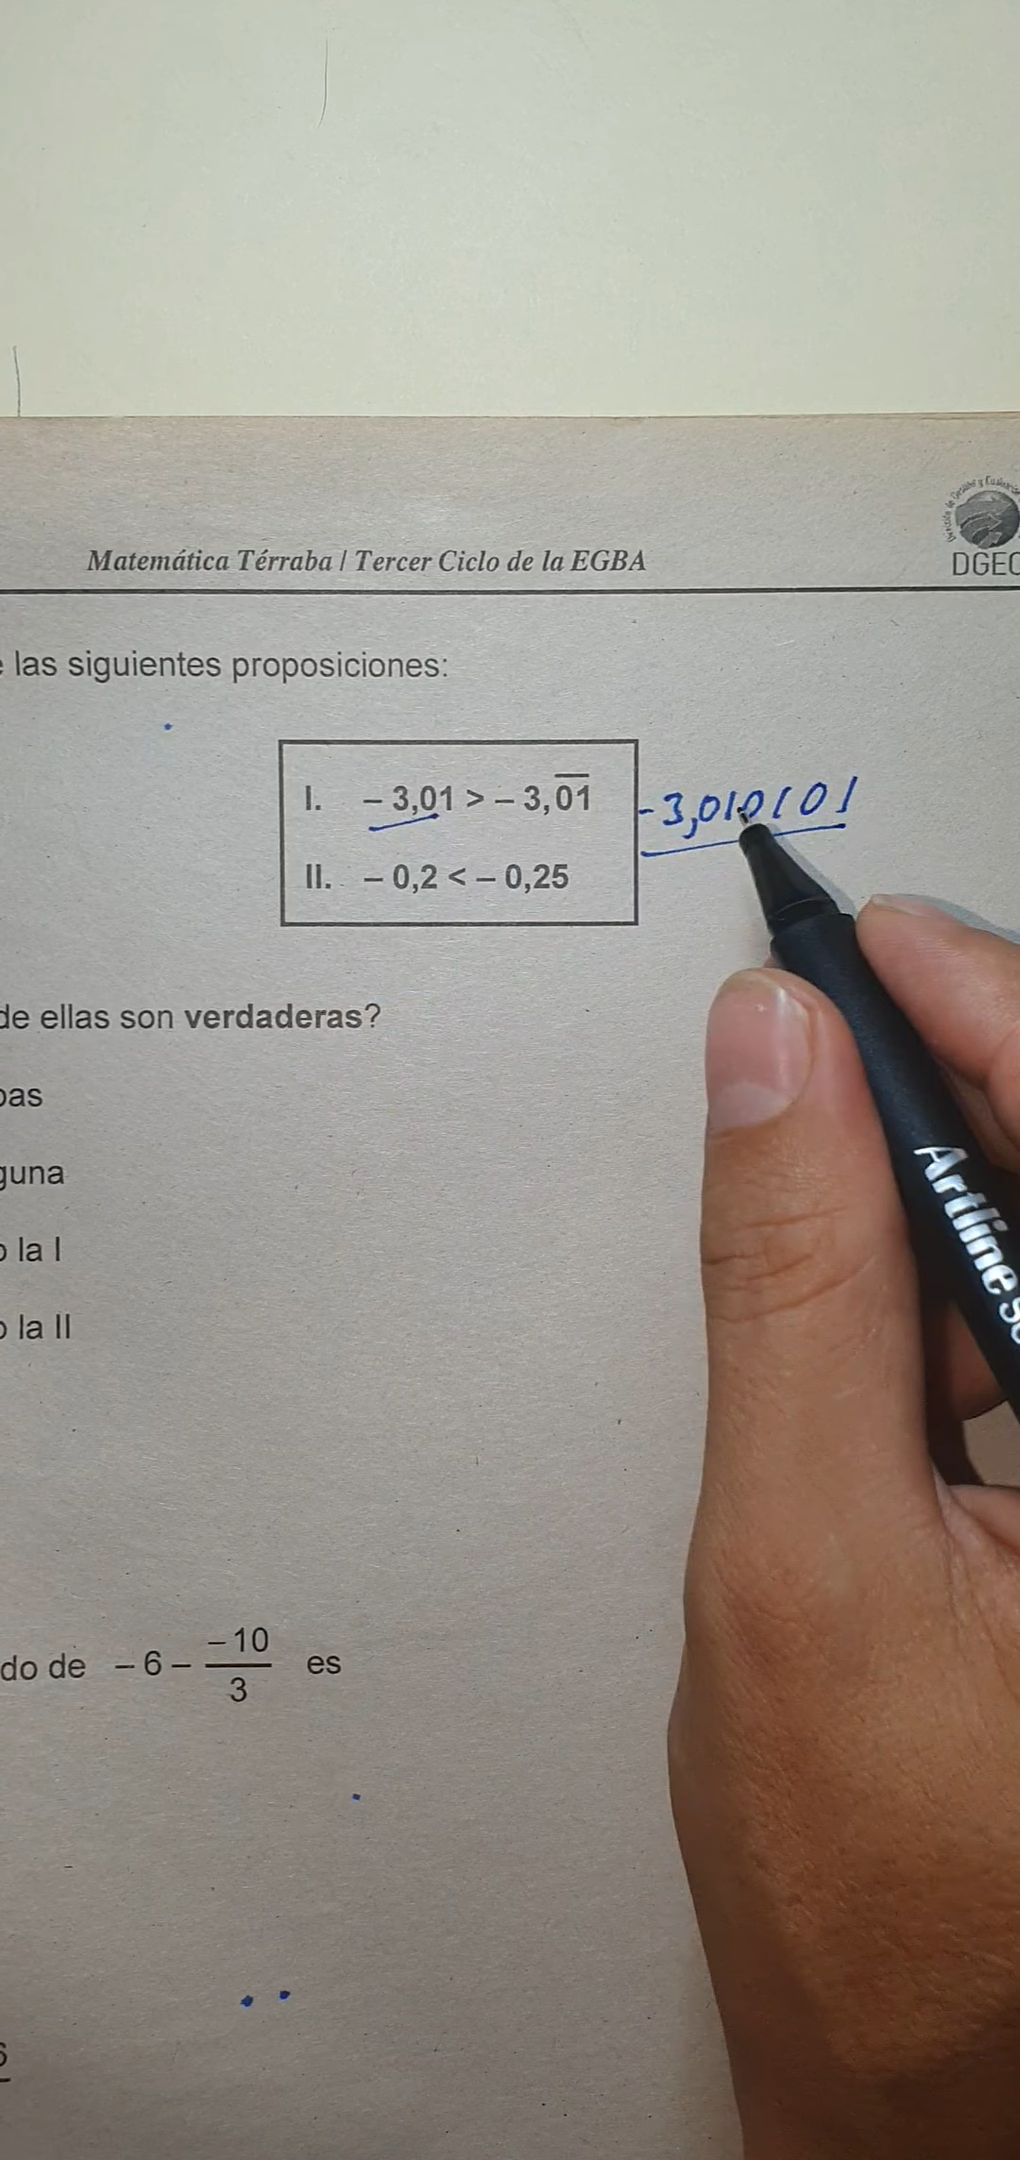 Matemática Térraba / Tercer Ciclo de la EGBA
DGEC
las siguientes proposiciones:
I. – 3,01 > – 3,0̅1̅ -3,010101
II. – 0,2 < – 0,25
de ellas son verdaderas?
bas
guna
o la I
o la II
do de – 6 – –10/3 es
Artline